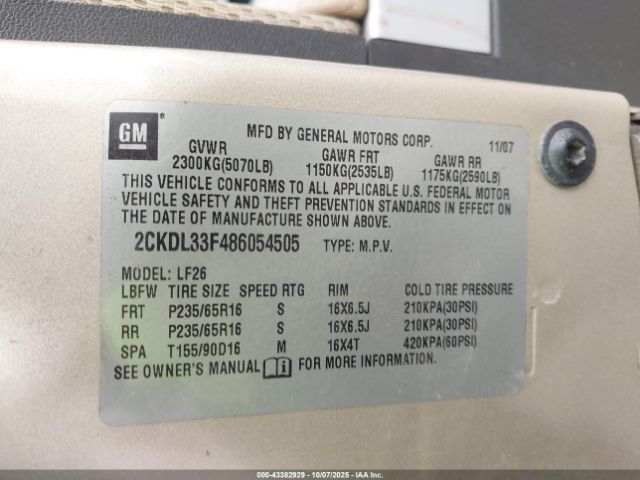 GM
MFD BY GENERAL MOTORS CORP. 11/07
GVWR GAWR FRT GAWR RR
2300KG(5070LB) 1150KG(2535LB) 1175KG(2590LB)
THIS VEHICLE CONFORMS TO ALL APPLICABLE U.S. FEDERAL MOTOR
VEHICLE SAFETY AND THEFT PREVENTION STANDARDS IN EFFECT ON
THE DATE OF MANUFACTURE SHOWN ABOVE.
2CKDL33F486054505 TYPE: M.P.V.
MODEL: LF26
LBFW TIRE SIZE SPEED RTG RIM COLD TIRE PRESSURE
FRT P235/65R16 S 16X6.5J 210KPA(30PSI)
RR P235/65R16 S 16X6.5J 210KPA(30PSI)
SPA T155/90D16 M 16X4T 420KPA(60PSI)
SEE OWNER'S MANUAL i FOR MORE INFORMATION.
000-43382929 - 10/07/2025 - IAAI.COM